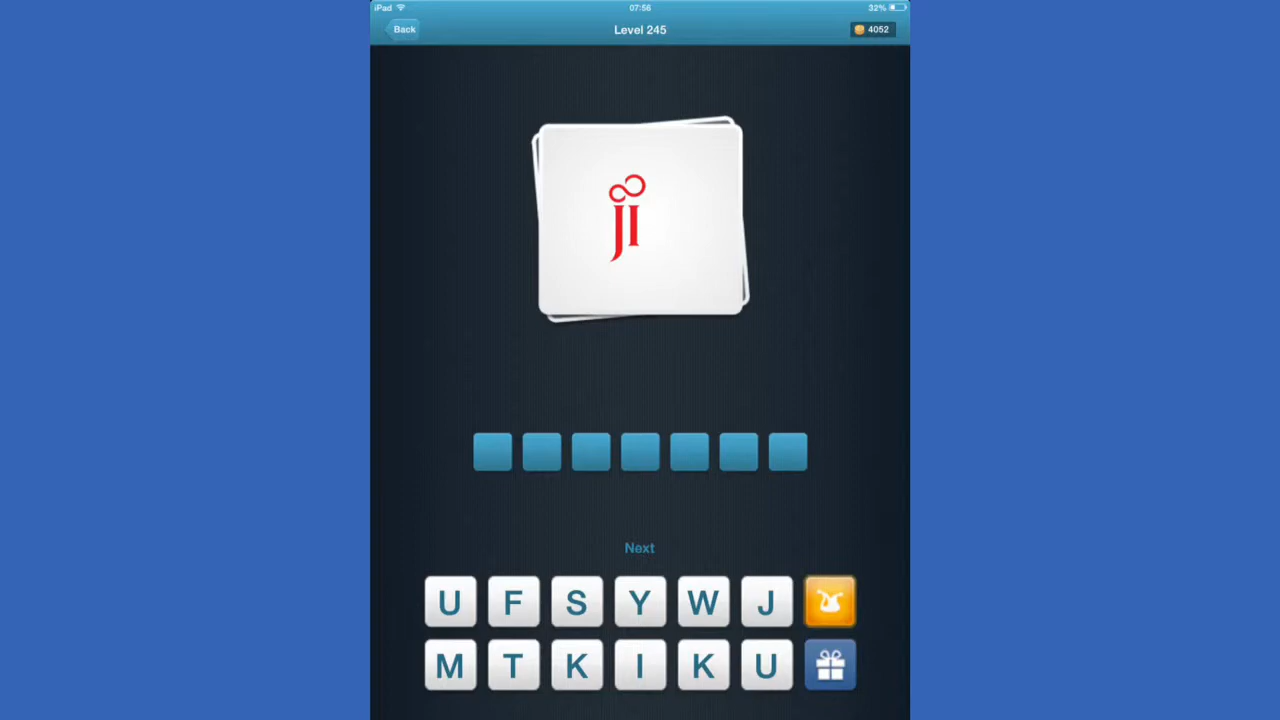 iPad 07:56 32%
Back Level 245 4052
JI
Next
U F S Y W J
M T K I K U